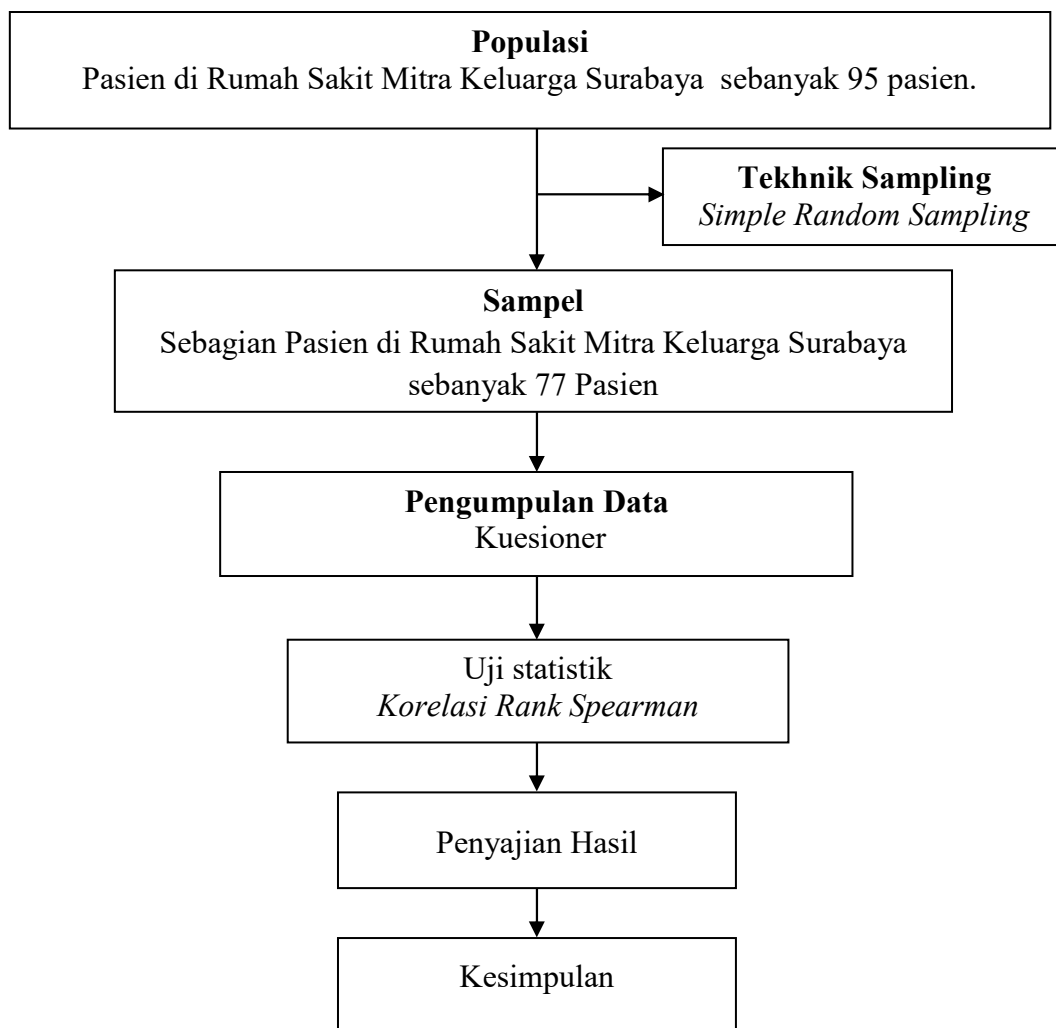 Populasi
Pasien di Rumah Sakit Mitra Keluarga Surabaya sebanyak 95 pasien.
Tekhnik Sampling
Simple Random Sampling
Sampel
Sebagian Pasien di Rumah Sakit Mitra Keluarga Surabaya
sebanyak 77 Pasien
Pengumpulan Data
Kuesioner
Uji statistik
Korelasi Rank Spearman
Penyajian Hasil
Kesimpulan